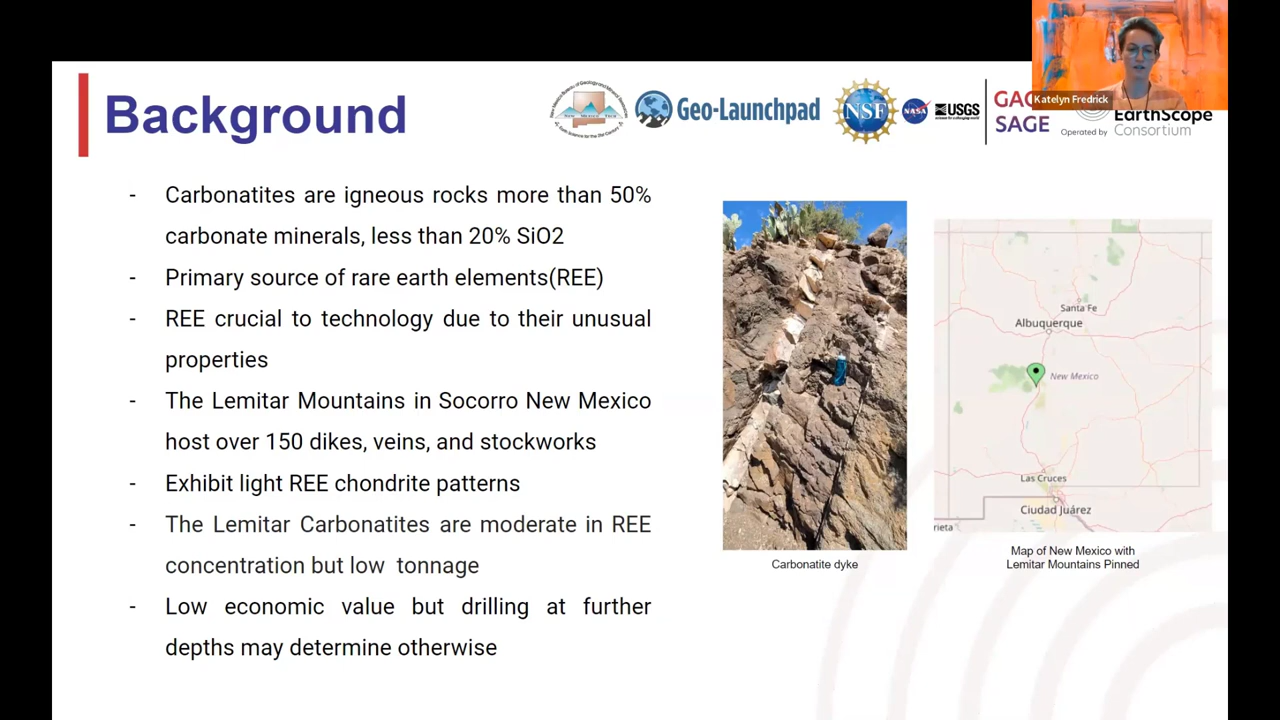 Katelyn Fredrick
Background
Geo-Launchpad
NSF
NASA
USGS
GAG
SAGE
Operated by
EarthScope
Consortium
- Carbonatites are igneous rocks more than 50%
carbonate minerals, less than 20% SiO2
- Primary source of rare earth elements(REE)
- REE crucial to technology due to their unusual
properties
- The Lemitar Mountains in Socorro New Mexico
host over 150 dikes, veins, and stockworks
- Exhibit light REE chondrite patterns
- The Lemitar Carbonatites are moderate in REE
concentration but low tonnage
- Low economic value but drilling at further
depths may determine otherwise
Carbonatite dyke
Santa Fe
Albuquerque
New Mexico
Las Cruces
Ciudad Juárez
rieta
Map of New Mexico with
Lemitar Mountains Pinned